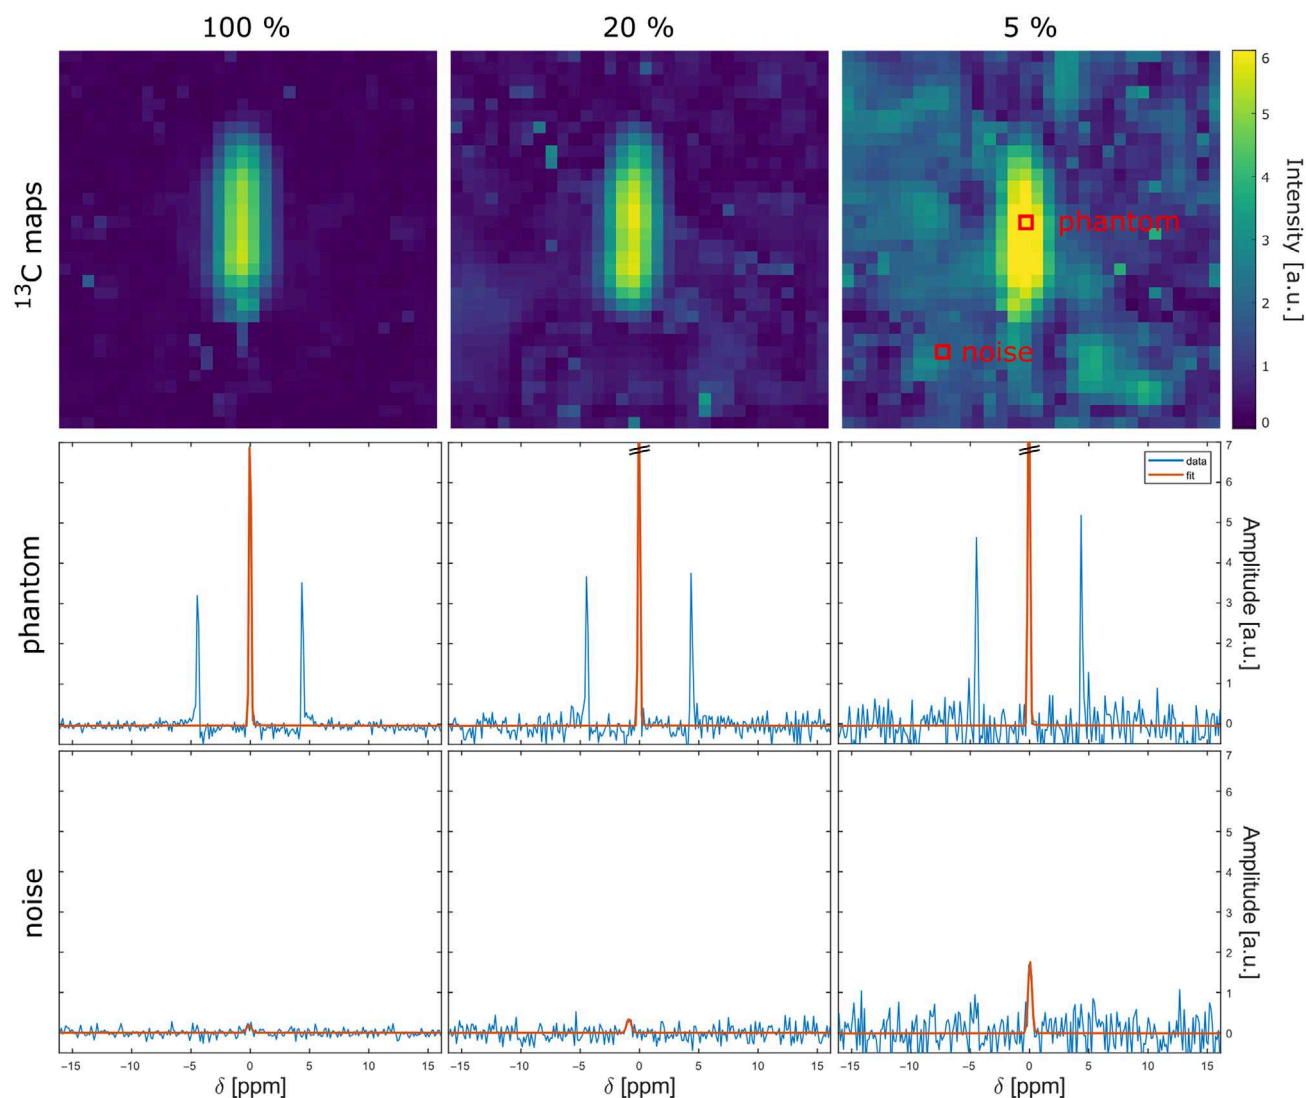 100 %
20 %
5 %
¹³C maps
phantom
noise
6
5
4
3
2
1
0
Intensity [a.u.]
phantom
data
fit
7
6
5
4
3
2
1
0
Amplitude [a.u.]
noise
7
6
5
4
3
2
1
0
Amplitude [a.u.]
−15 −10 −5 0 5 10 15
−15 −10 −5 0 5 10 15
−15 −10 −5 0 5 10 15
δ [ppm]
δ [ppm]
δ [ppm]